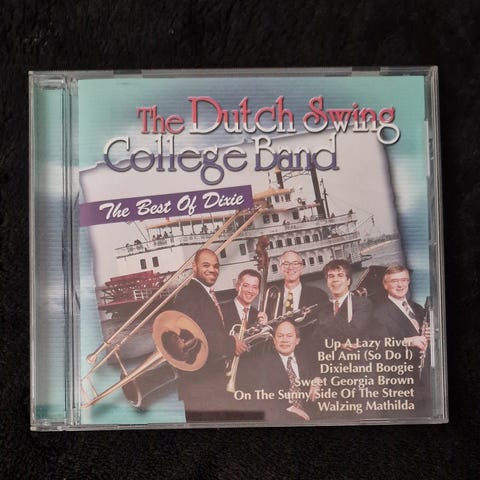 The Dutch Swing
College Band
The Best Of Dixie
Up A Lazy River
Bel Ami (So Do I)
Dixieland Boogie
Sweet Georgia Brown
On The Sunny Side Of The Street
Walzing Mathilda